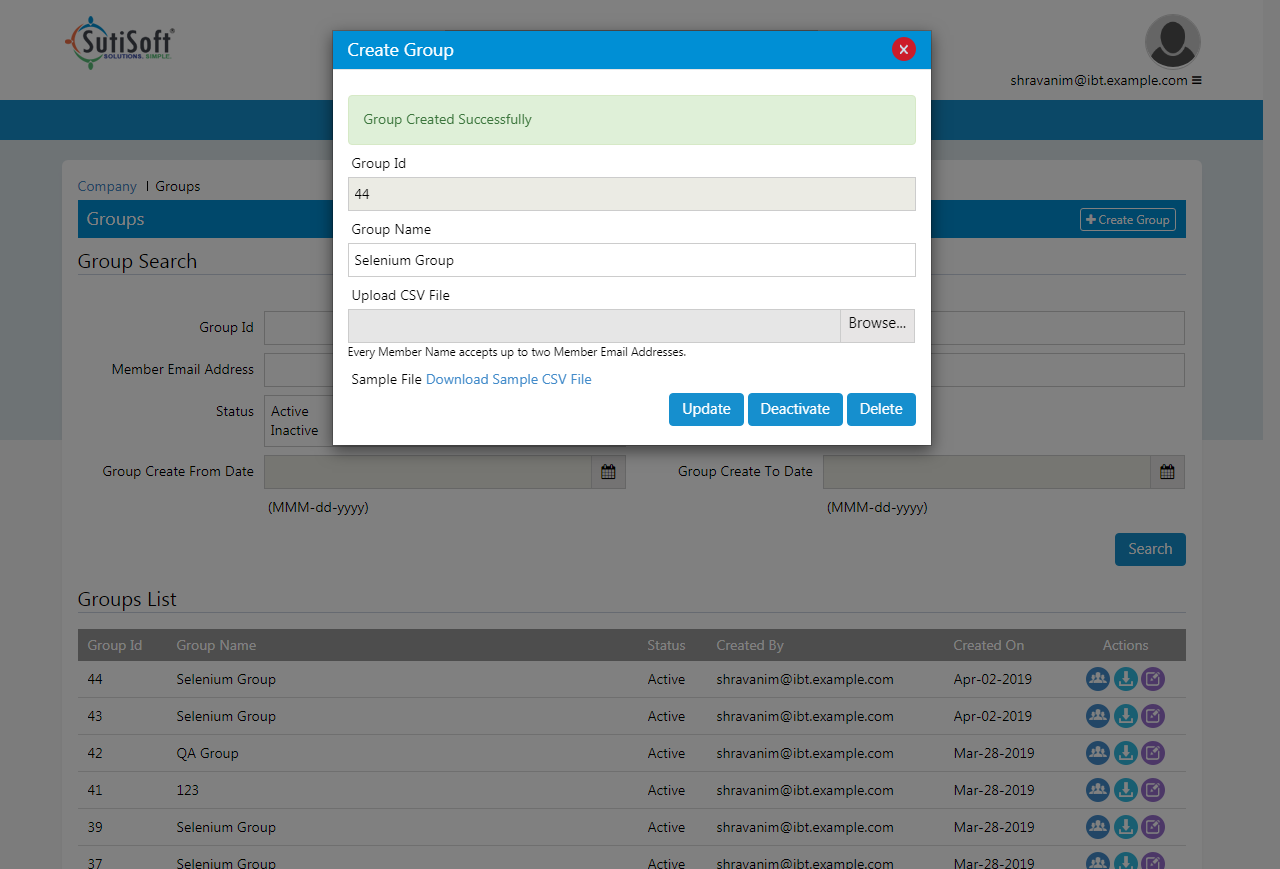 SutiSoft
SOLUTIONS. SIMPLE.
shravanim@ibt.example.com
Create Group
Group Created Successfully
Group Id
44
Group Name
Selenium Group
Upload CSV File
Browse...
Every Member Name accepts up to two Member Email Addresses.
Sample File Download Sample CSV File
Update Deactivate Delete
Company | Groups
Groups
Create Group
Group Search
Group Id
Member Email Address
Status
Active
Inactive
Group Create From Date
Group Create To Date
(MMM-dd-yyyy)
(MMM-dd-yyyy)
Search
Groups List
Group Id Group Name Status Created By Created On Actions
44 Selenium Group Active shravanim@ibt.example.com Apr-02-2019
43 Selenium Group Active shravanim@ibt.example.com Apr-02-2019
42 QA Group Active shravanim@ibt.example.com Mar-28-2019
41 123 Active shravanim@ibt.example.com Mar-28-2019
39 Selenium Group Active shravanim@ibt.example.com Mar-28-2019
37 Selenium Group Active shravanim@ibt.example.com Mar-28-2019